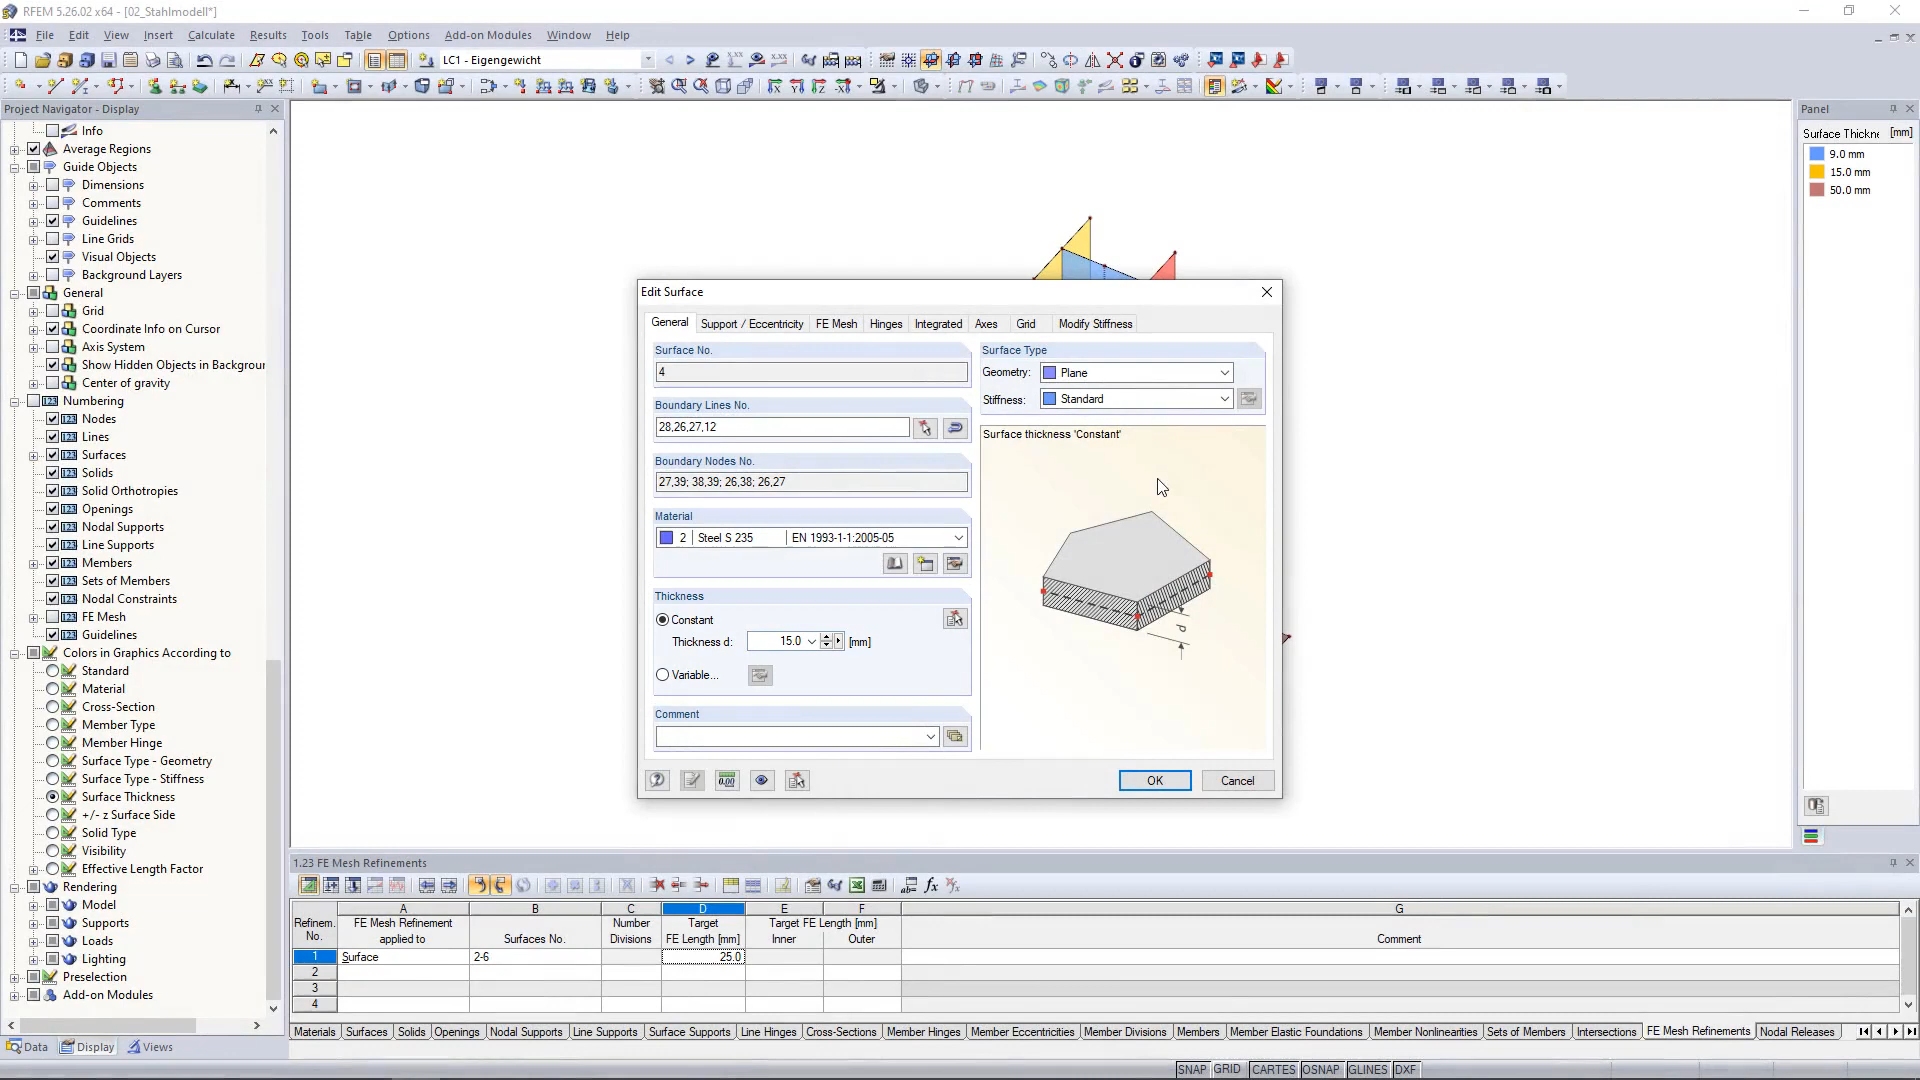 RFEM 5.26.02 x64 - [02_Stahlmodell*]
File Edit View Insert Calculate Results Tools Table Options Add-on Modules Window Help
LC1 - Eigengewicht
Project Navigator - Display
Info
Average Regions
Guide Objects
Dimensions
Comments
Guidelines
Line Grids
Visual Objects
Background Layers
General
Grid
Coordinate Info on Cursor
Axis System
Show Hidden Objects in Backgrour
Center of gravity
Numbering
Nodes
Lines
Surfaces
Solids
Solid Orthotropies
Openings
Nodal Supports
Line Supports
Members
Sets of Members
Nodal Constraints
FE Mesh
Guidelines
Colors in Graphics According to
Standard
Material
Cross-Section
Member Type
Member Hinge
Surface Type - Geometry
Surface Type - Stiffness
Surface Thickness
+/- z Surface Side
Solid Type
Visibility
Effective Length Factor
Rendering
Model
Supports
Loads
Lighting
Preselection
Add-on Modules
Data Display Views
Edit Surface
General Support / Eccentricity FE Mesh Hinges Integrated Axes Grid Modify Stiffness
Surface No.
4
Boundary Lines No.
28,26,27,12
Boundary Nodes No.
27,39; 38,39; 26,38; 26,27
Material
2 Steel S 235 EN 1993-1-1:2005-05
Thickness
Constant
Thickness d: 15.0 [mm]
Variable...
Comment
Surface Type
Geometry: Plane
Stiffness: Standard
Surface thickness 'Constant'
d
0.00
OK Cancel
Panel
Surface Thickne [mm]
9.0 mm
15.0 mm
50.0 mm
1.23 FE Mesh Refinements
A B C D E F G
Refinem. FE Mesh Refinement Number Target Target FE Length [mm]
No. applied to Surfaces No. Divisions FE Length [mm] Inner Outer Comment
1 Surface 2-6 25.0
2
3
4
Materials Surfaces Solids Openings Nodal Supports Line Supports Surface Supports Line Hinges Cross-Sections Member Hinges Member Eccentricities Member Divisions Members Member Elastic Foundations Member Nonlinearities Sets of Members Intersections FE Mesh Refinements Nodal Releases
SNAP GRID CARTES OSNAP GLINES DXF